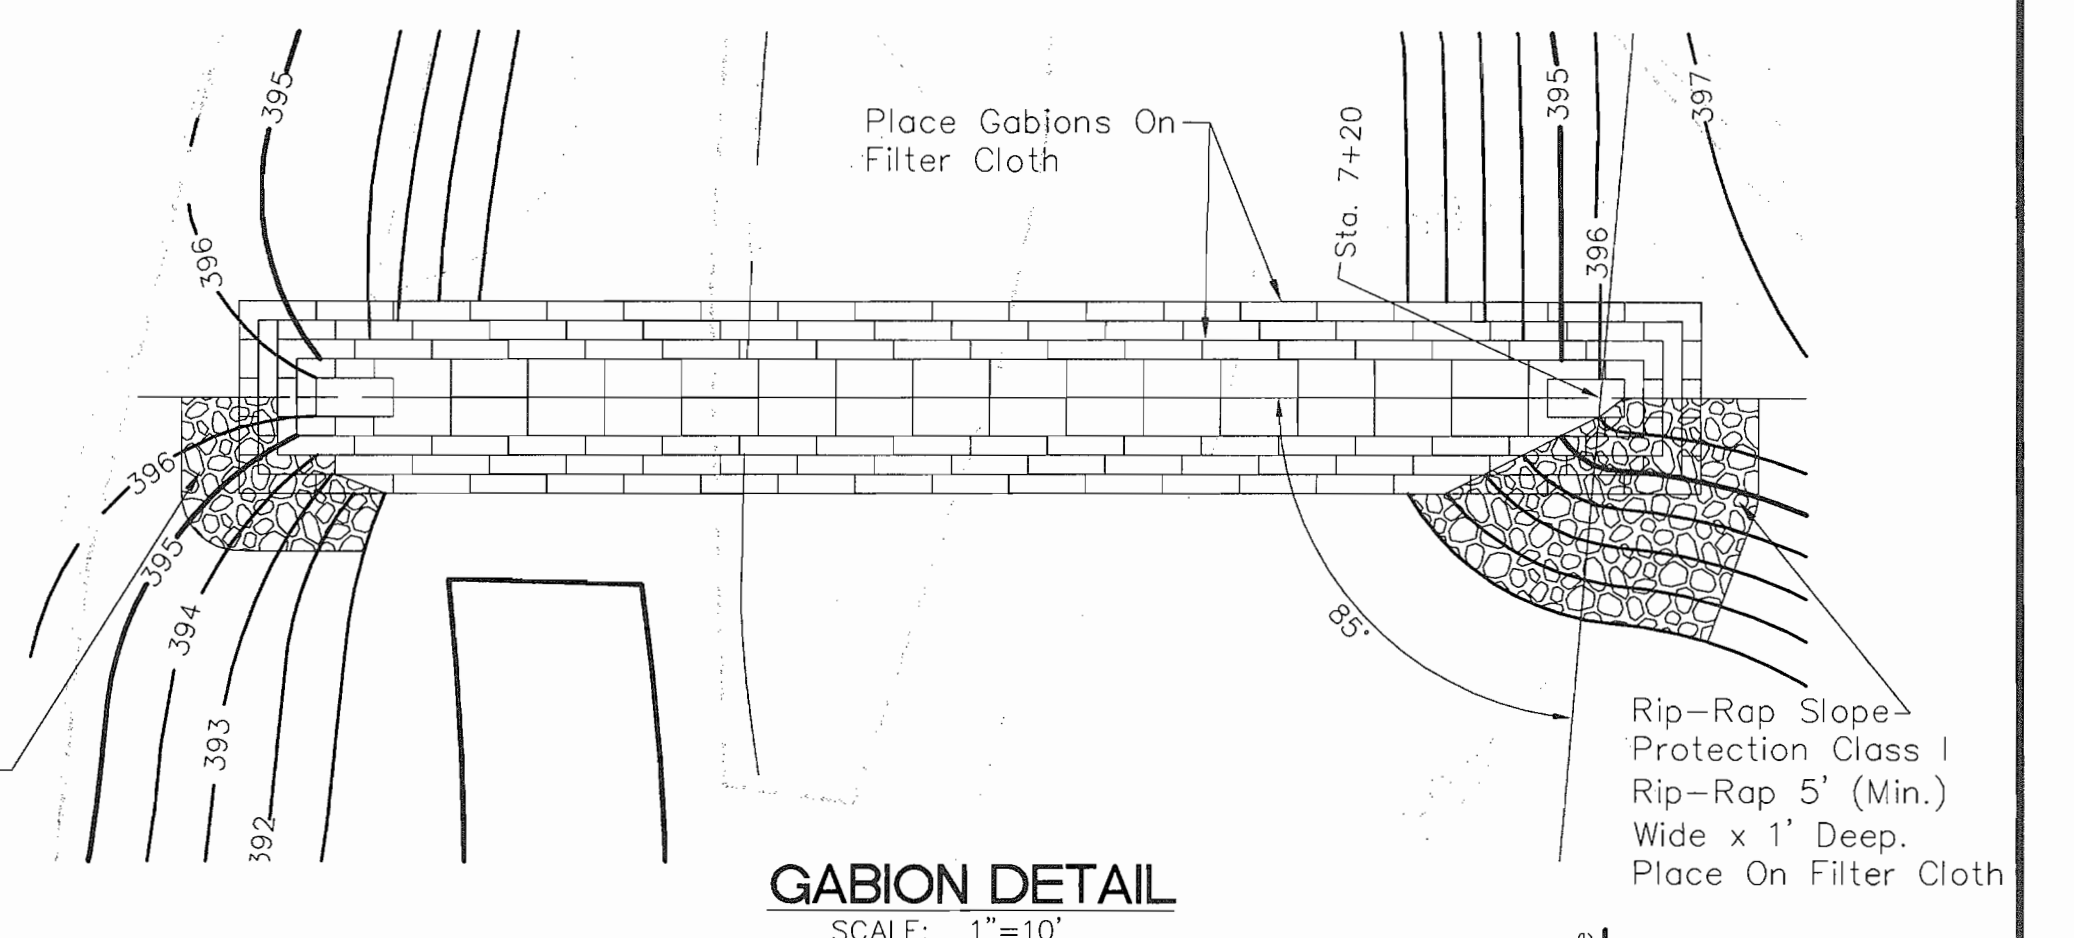 395
396
Place Gabions On
Filter Cloth
Sta. 7+20
395
396
397
396
395
394
393
392
85°
Rip-Rap Slope
Protection Class I
Rip-Rap 5' (Min.)
Wide x 1' Deep.
Place On Filter Cloth
GABION DETAIL
SCALE: 1"=10'